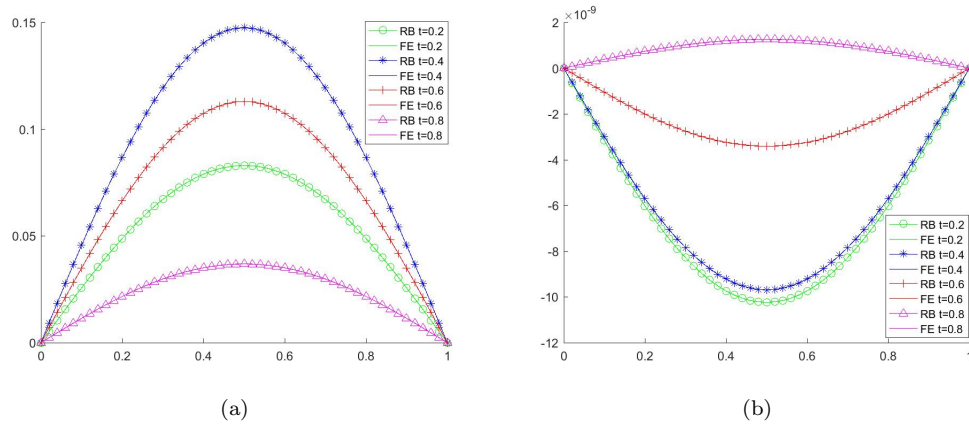 0.15
0.1
0.05
0
0
0.2
0.4
0.6
0.8
1
RB t=0.2
FE t=0.2
RB t=0.4
FE t=0.4
RB t=0.6
FE t=0.6
RB t=0.8
FE t=0.8
(a)
×10⁻⁹
2
0
-2
-4
-6
-8
-10
-12
0
0.2
0.4
0.6
0.8
RB t=0.2
FE t=0.2
RB t=0.4
FE t=0.4
RB t=0.6
FE t=0.6
RB t=0.8
FE t=0.8
(b)